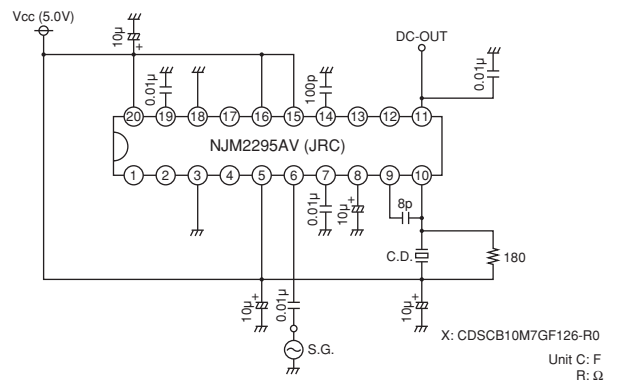 Vcc (5.0V)
10µ
+
DC-OUT
0.01µ
0.01µ
100p
20 19 18 17 16 15 14 13 12 11
NJM2295AV (JRC)
1 2 3 4 5 6 7 8 9 10
0.01µ
10µ
+
8p
C.D.
180
10µ
+
0.01µ
10µ
+
S.G.
X: CDSCB10M7GF126-R0
Unit C: F
R: Ω